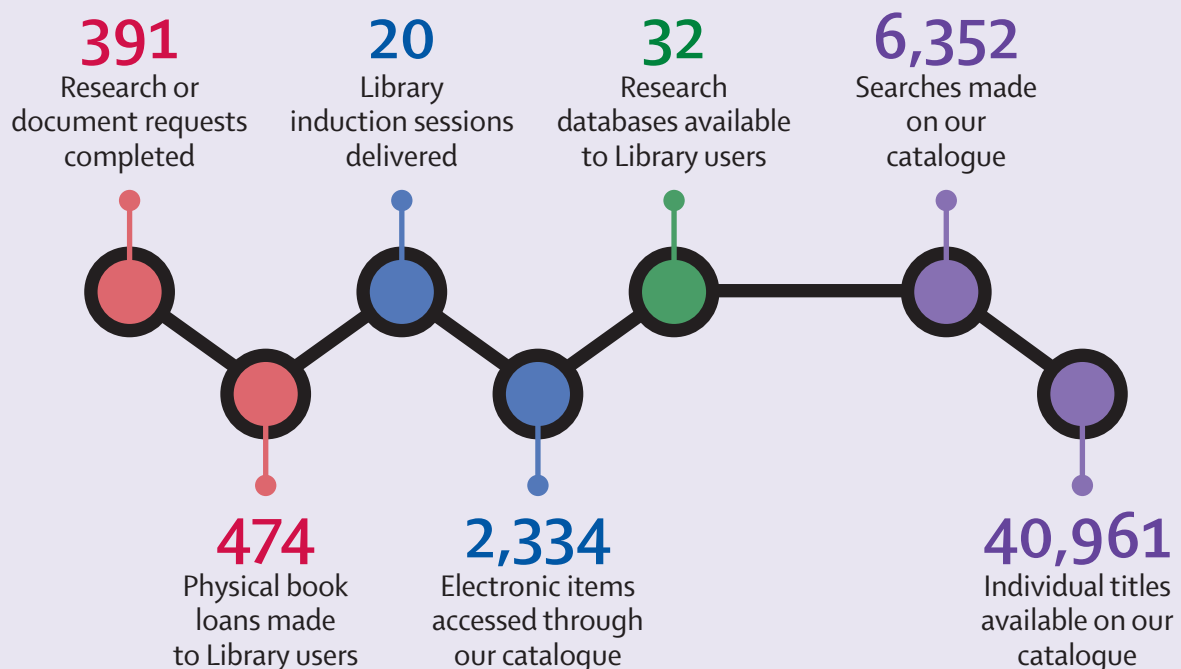 391
Research or
document requests
completed
20
Library
induction sessions
delivered
32
Research
databases available
to Library users
6,352
Searches made
on our
catalogue
474
Physical book
loans made
to Library users
2,334
Electronic items
accessed through
our catalogue
40,961
Individual titles
available on our
catalogue